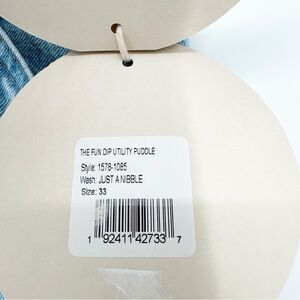 THE FUN DIP UTILITY PUDDLE
Style: 1578-1085
Wash: JUST A NIBBLE
Size: 33
1 92411 42733 7